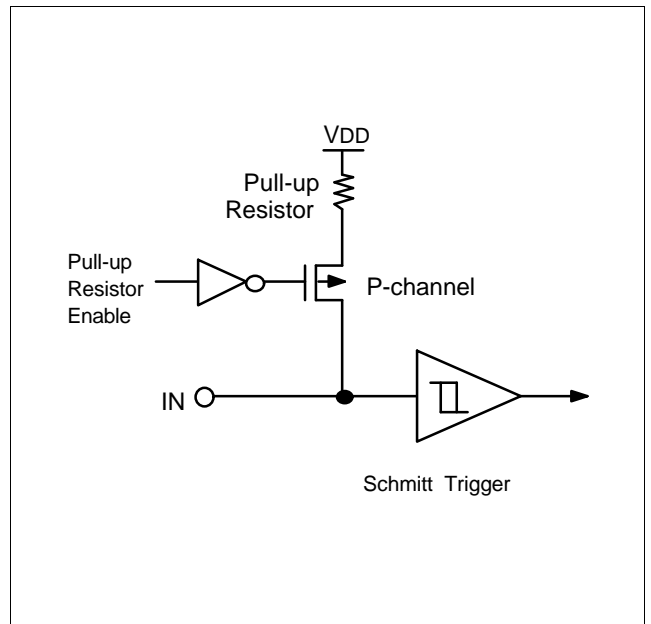 VDD
Pull-up
Resistor
Pull-up
Resistor
Enable
P-channel
IN
Schmitt Trigger